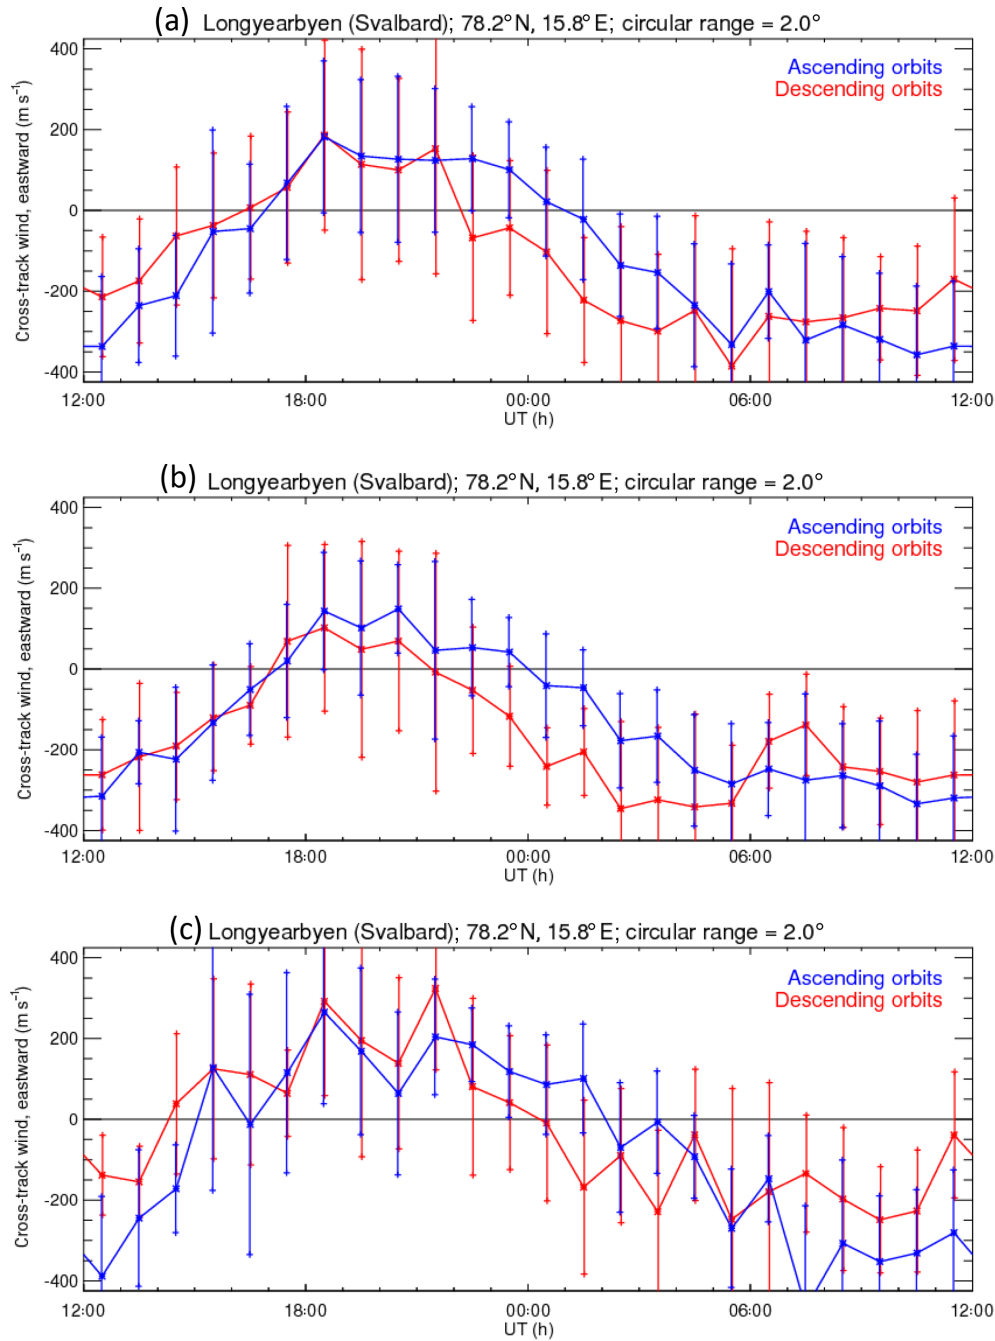 (a) Longyearbyen (Svalbard); 78.2°N, 15.8°E; circular range = 2.0°
Cross-track wind, eastward (m s⁻¹)
400
200
0
-200
-400
Ascending orbits
Descending orbits
12:00 18:00 00:00 06:00 12:00
UT (h)
(b) Longyearbyen (Svalbard); 78.2°N, 15.8°E; circular range = 2.0°
Cross-track wind, eastward (m s⁻¹)
400
200
0
-200
-400
Ascending orbits
Descending orbits
12:00 18:00 00:00 06:00 12:00
UT (h)
(c) Longyearbyen (Svalbard); 78.2°N, 15.8°E; circular range = 2.0°
Cross-track wind, eastward (m s⁻¹)
400
200
0
-200
-400
Ascending orbits
Descending orbits
12:00 18:00 00:00 06:00 12:00
UT (h)